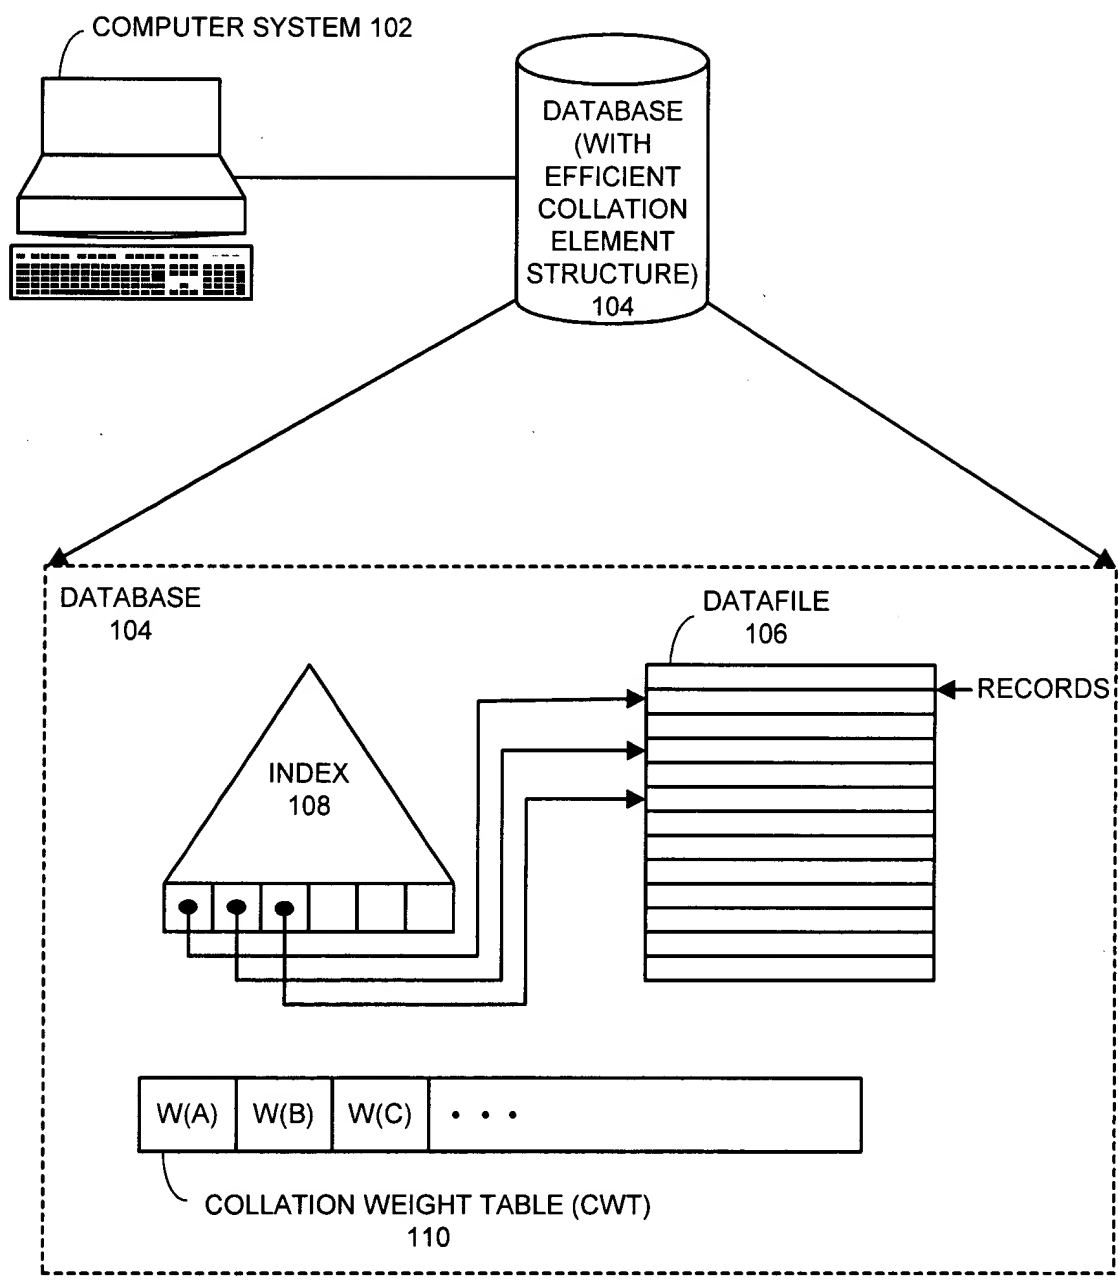 COMPUTER SYSTEM 102
DATABASE
(WITH
EFFICIENT
COLLATION
ELEMENT
STRUCTURE)
104
DATABASE
104
DATAFILE
106
RECORDS
INDEX
108
W(A) W(B) W(C) • • •
COLLATION WEIGHT TABLE (CWT)
110